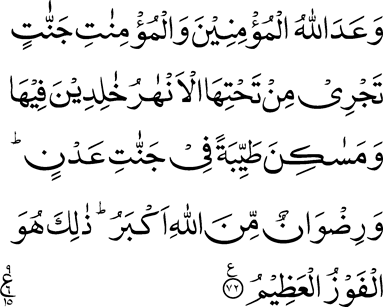 وَعَدَ اللّٰهُ الْمُؤْمِنِيْنَ وَالْمُؤْمِنٰتِ جَنّٰتٍ
تَجْرِيْ مِنْ تَحْتِهَا الْاَنْهٰرُ خٰلِدِيْنَ فِيْهَا
وَمَسٰكِنَ طَيِّبَةً فِيْ جَنّٰتِ عَدْنٍ ؕ
وَرِضْوَانٌ مِّنَ اللّٰهِ اَكْبَرُ ؕ ذٰلِكَ هُوَ
الْفَوْزُ الْعَظِيْمُ ۝۷۲ ع